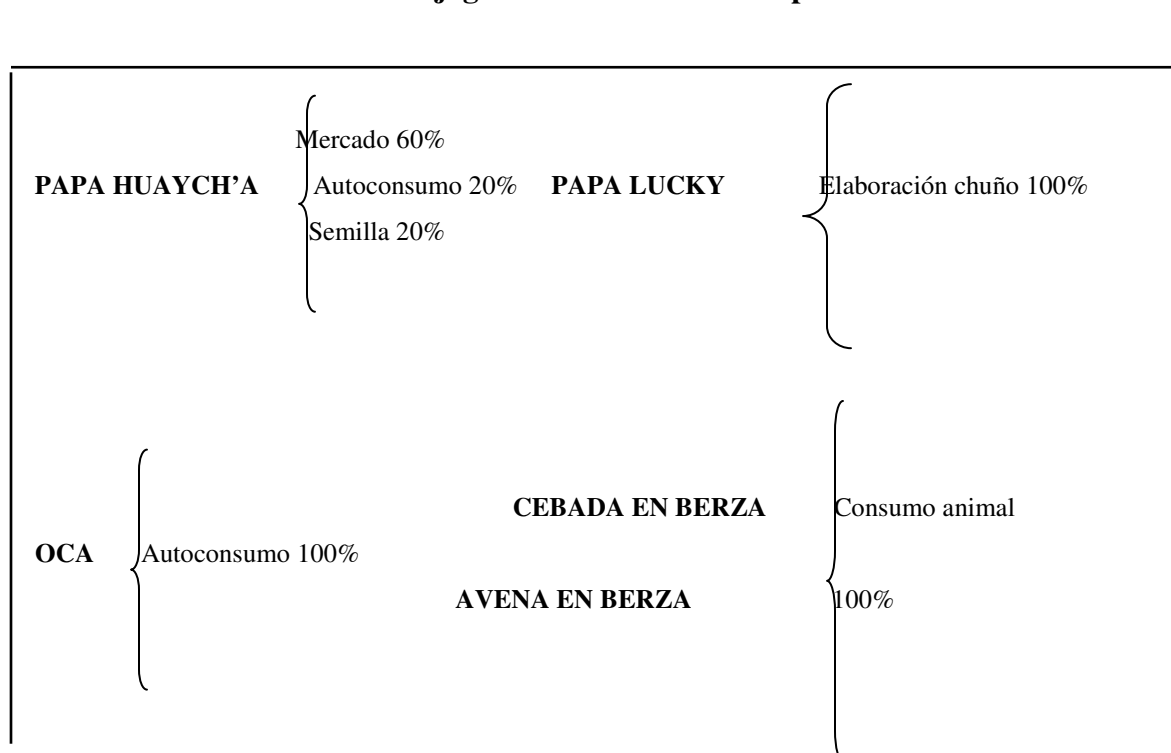 Mercado 60%
PAPA HUAYCH’A Autoconsumo 20% PAPA LUCKY Elaboración chuño 100%
Semilla 20%
CEBADA EN BERZA Consumo animal
OCA Autoconsumo 100%
AVENA EN BERZA 100%